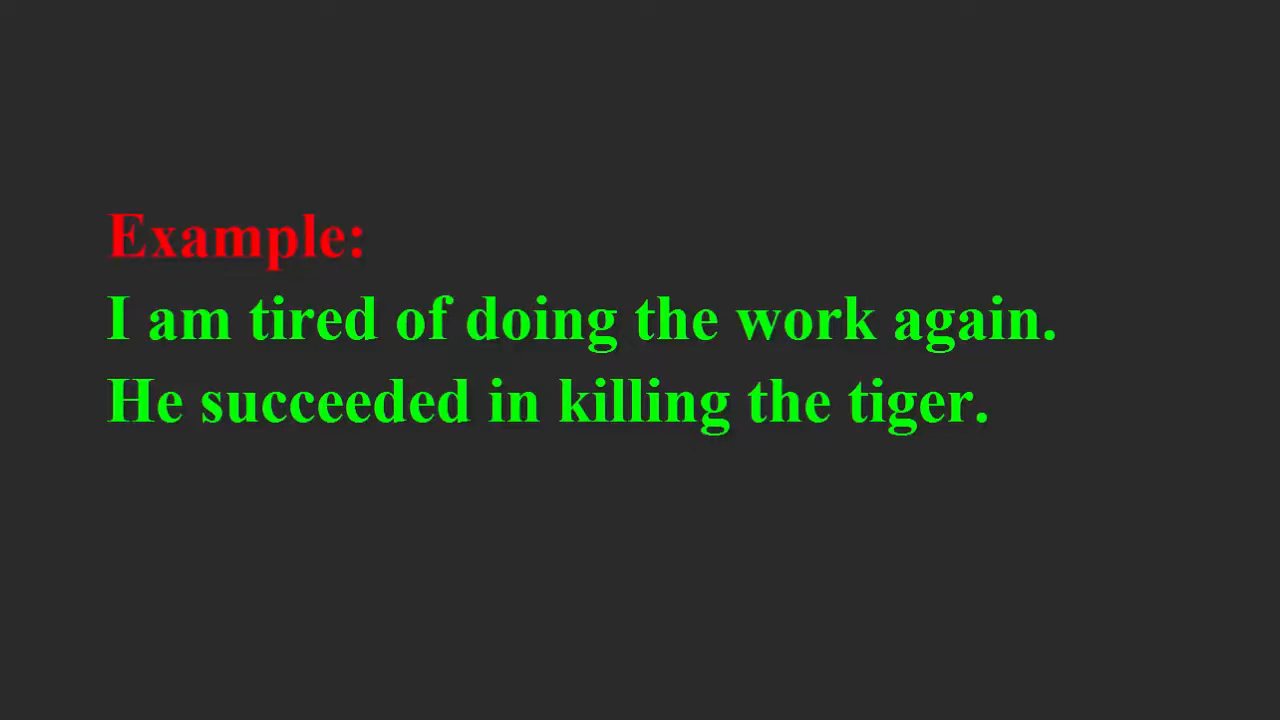 Example:
I am tired of doing the work again.
He succeeded in killing the tiger.